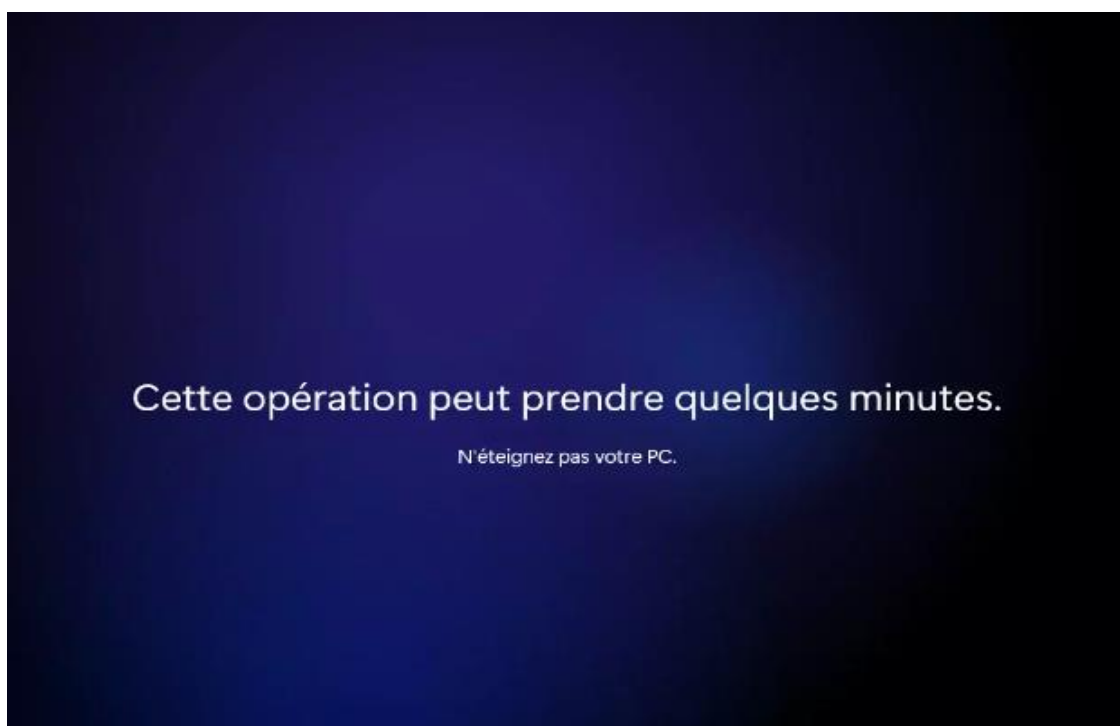 Cette opération peut prendre quelques minutes.
N'éteignez pas votre PC.